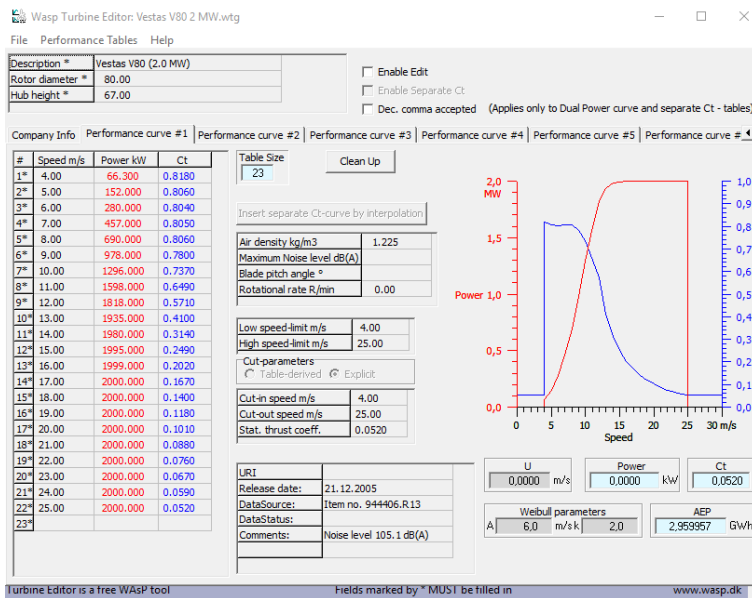 Wasp Turbine Editor: Vestas V80 2 MW.wtg
File Performance Tables Help
Description * Vestas V80 (2.0 MW)
Rotor diameter * 80.00
Hub height * 67.00
Enable Edit
Enable Separate Ct
Dec. comma accepted (Applies only to Dual Power curve and separate Ct - tables)
Company Info Performance curve #1 Performance curve #2 Performance curve #3 Performance curve #4 Performance curve #5 Performance curve #
# Speed m/s Power kW Ct
1* 4.00 66.300 0.8180
2* 5.00 152.000 0.8060
3* 6.00 280.000 0.8040
4* 7.00 457.000 0.8050
5* 8.00 690.000 0.8060
6* 9.00 978.000 0.7800
7* 10.00 1296.000 0.7370
8* 11.00 1598.000 0.6490
9* 12.00 1818.000 0.5710
10* 13.00 1935.000 0.4100
11* 14.00 1980.000 0.3140
12* 15.00 1995.000 0.2490
13* 16.00 1999.000 0.2020
14* 17.00 2000.000 0.1670
15* 18.00 2000.000 0.1400
16* 19.00 2000.000 0.1180
17* 20.00 2000.000 0.1010
18* 21.00 2000.000 0.0880
19* 22.00 2000.000 0.0760
20* 23.00 2000.000 0.0670
21* 24.00 2000.000 0.0590
22* 25.00 2000.000 0.0520
23*
Table Size
23
Clean Up
Insert separate Ct-curve by interpolation
Air density kg/m3 1.225
Maximum Noise level dB(A)
Blade pitch angle °
Rotational rate R/min 0.00
Low speed-limit m/s 4.00
High speed-limit m/s 25.00
Cut-parameters
Table-derived Explicit
Cut-in speed m/s 4.00
Cut-out speed m/s 25.00
Stat. thrust coeff. 0.0520
URI
Release date: 21.12.2005
DataSource: Item no. 944406.R13
DataStatus:
Comments: Noise level 105.1 dB(A)
2,0
MW
1,5
Power 1,0
0,5
0,0
1,0
0,9
0,8
0,7
0,6
0,5
0,4
0,3
0,2
0,1
0,0
0 5 10 15 20 25 30 m/s
Speed
U Power Ct
0,0000 m/s 0,0000 kW 0,0520
Weibull parameters AEP
A 6,0 m/s k 2,0 2,959957 GWh
Turbine Editor is a free WAsP tool Fields marked by * MUST be filled in www.wasp.dk